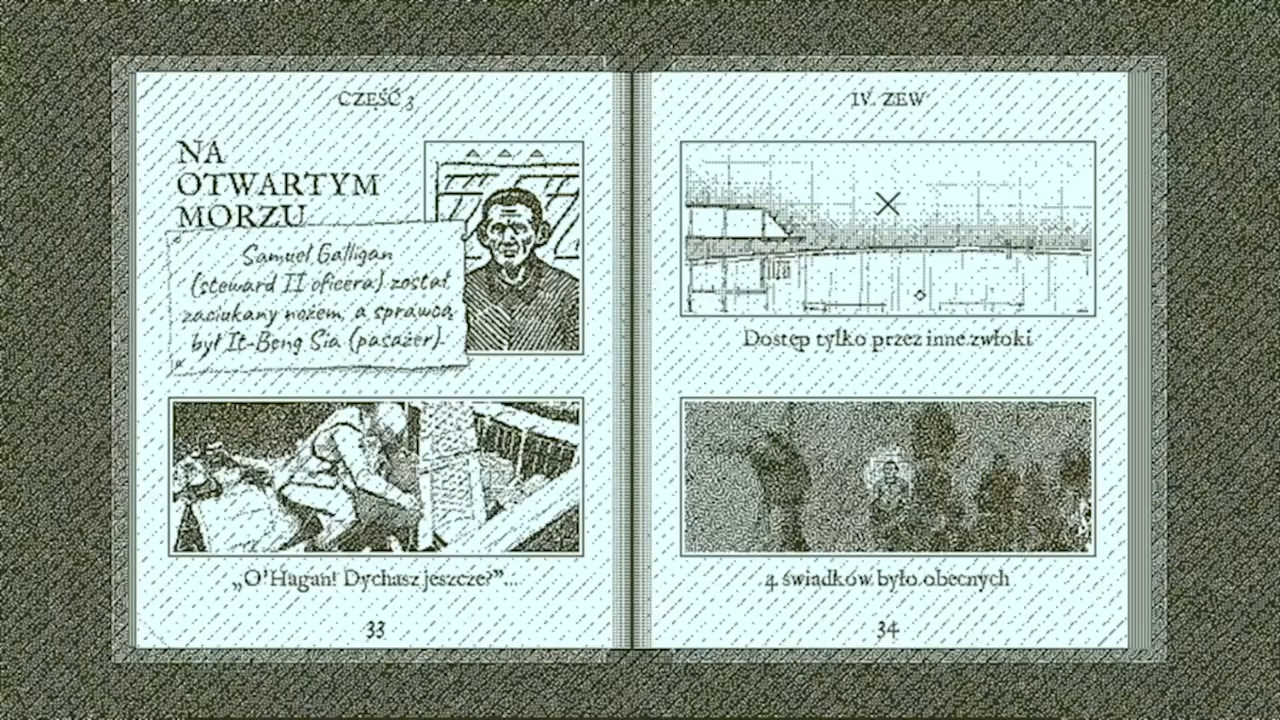 CZĘŚĆ 3
NA
OTWARTYM
MORZU
Samuel Galligan
(steward II oficera) został
zaciukany nożem, a sprawcą
był It-Beng Sia (pasażer).
„O'Hagan! Dychasz jeszcze?”...
33
IV. ZEW
Dostęp tylko przez inne zwłoki
4 świadków było obecnych
34